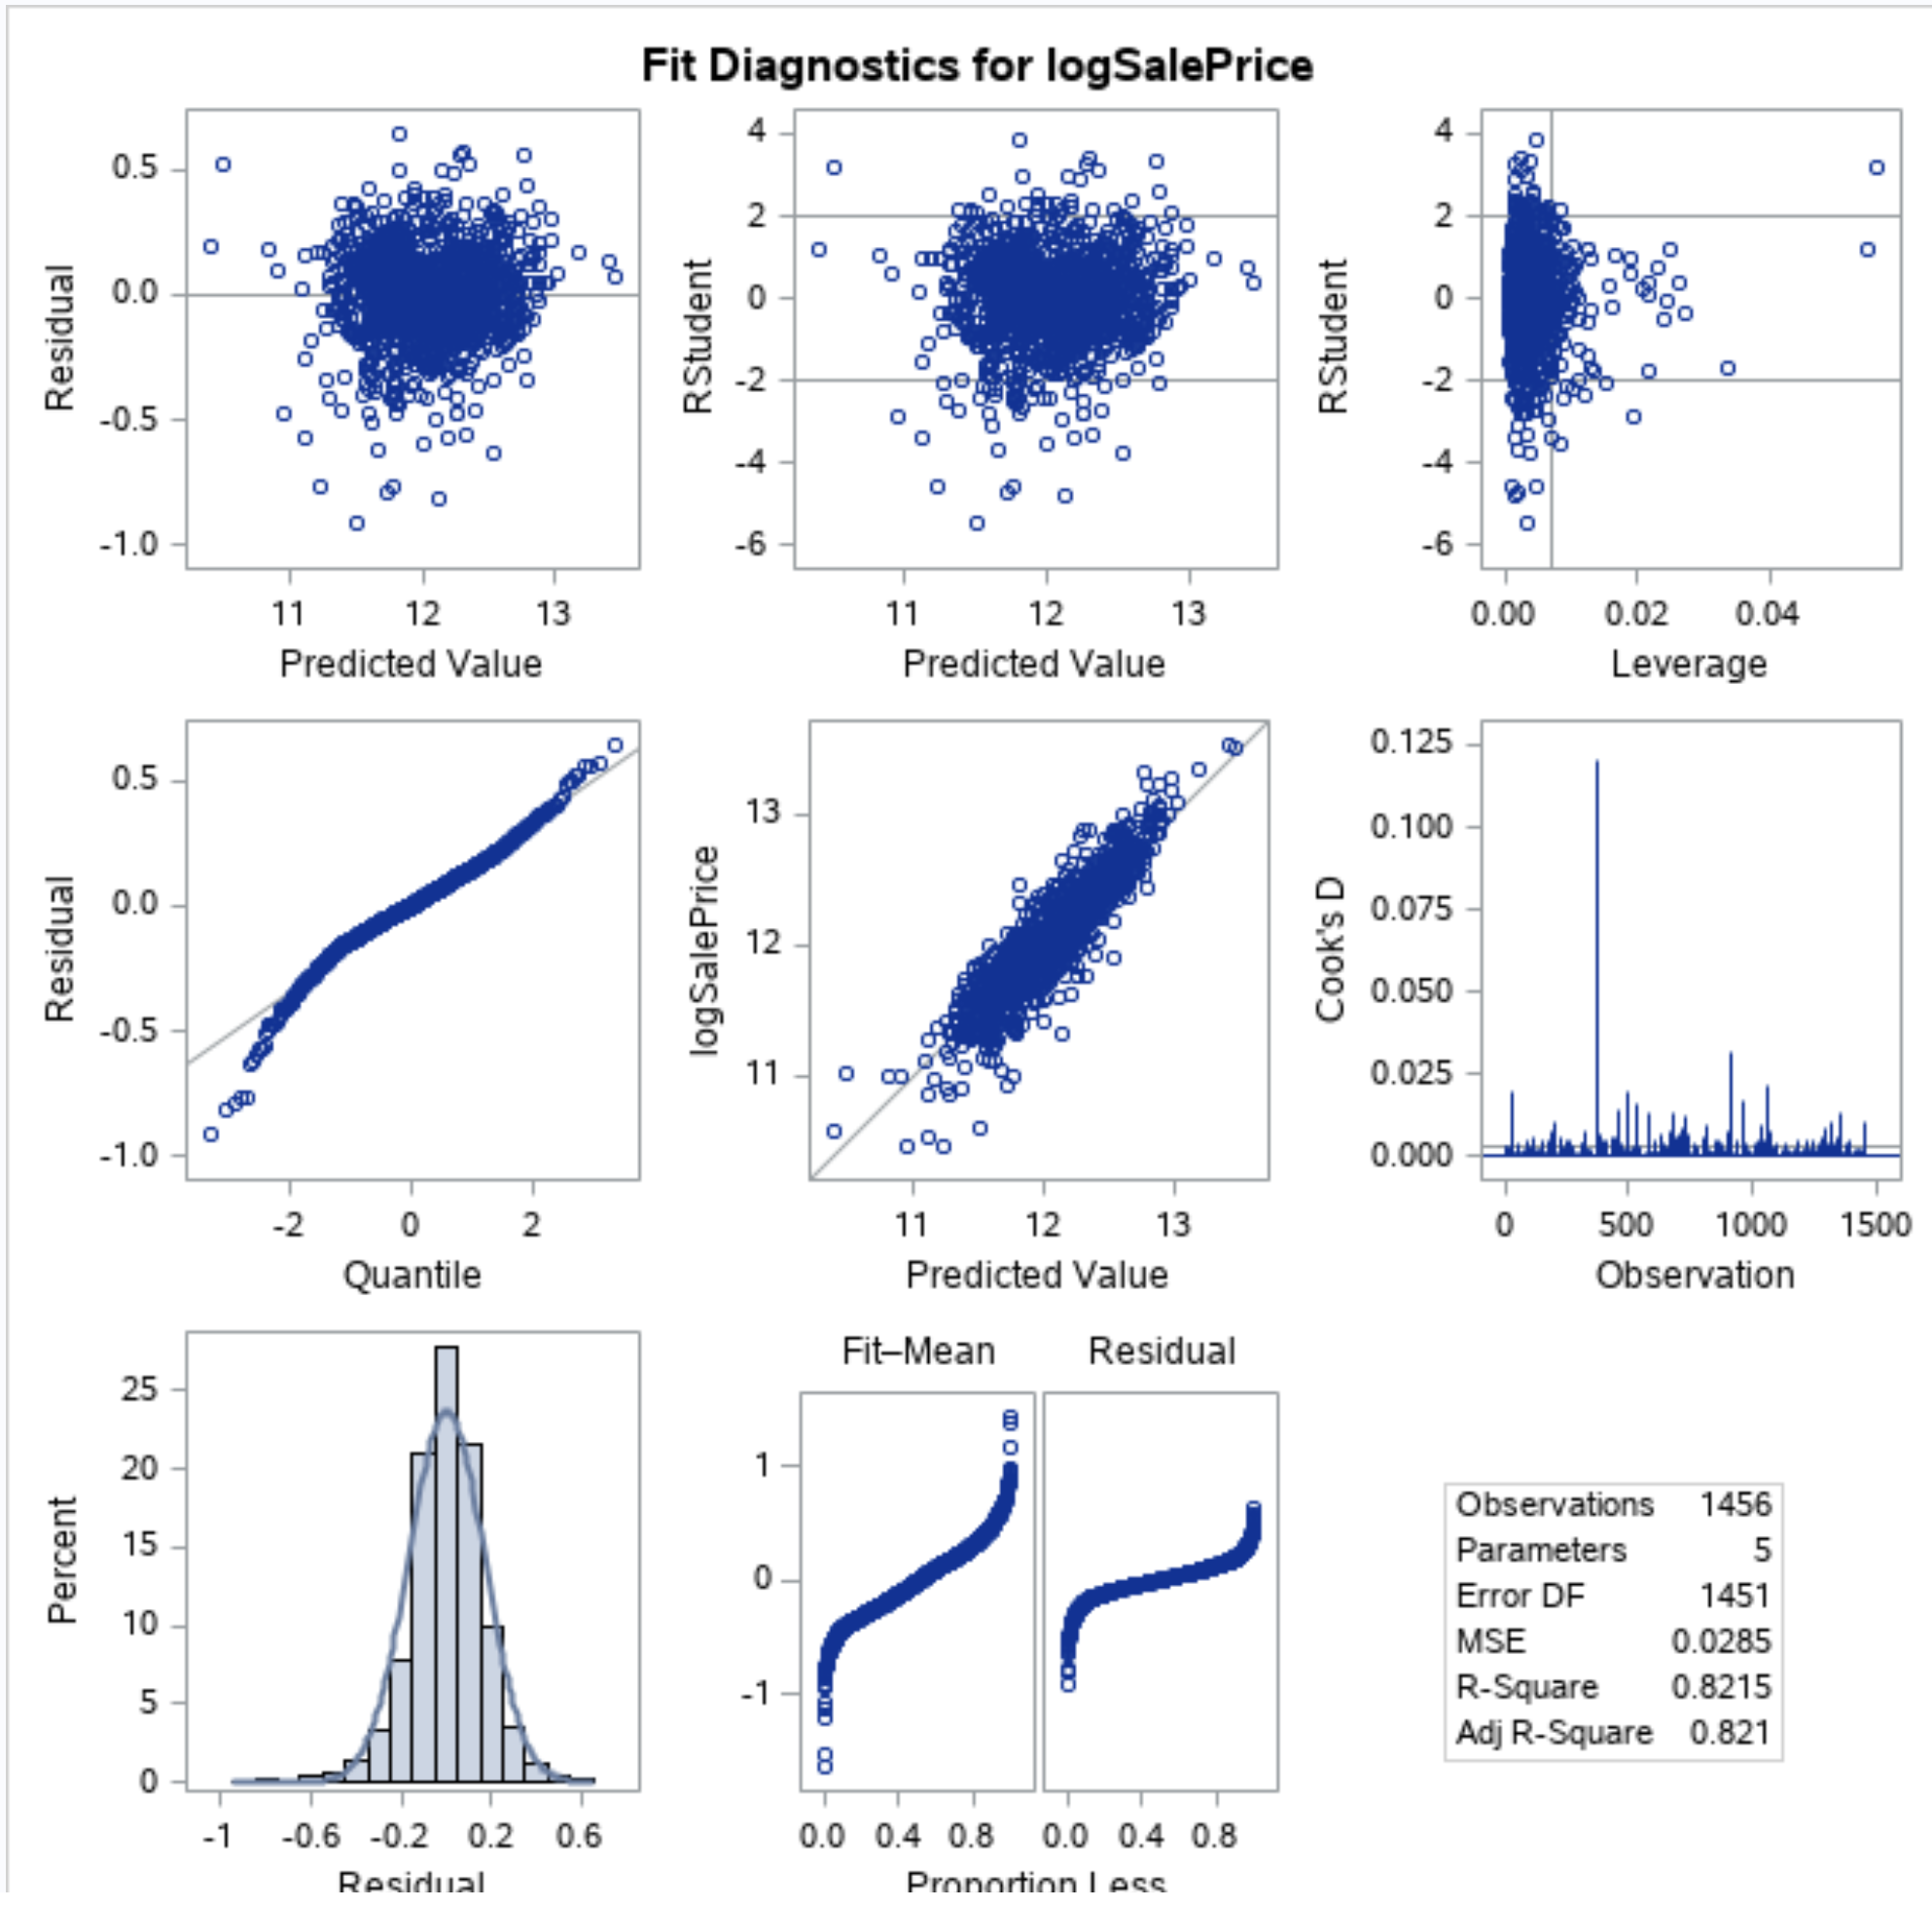 Fit Diagnostics for logSalePrice
0.5
0.0
-0.5
-1.0
Residual
11 12 13
Predicted Value
4
2
0
-2
-4
-6
RStudent
11 12 13
Predicted Value
4
2
0
-2
-4
-6
RStudent
0.00 0.02 0.04
Leverage
0.5
0.0
-0.5
-1.0
Residual
-2 0 2
Quantile
13
12
11
logSalePrice
11 12 13
Predicted Value
0.125
0.100
0.075
0.050
0.025
0.000
Cook's D
0 500 1000 1500
Observation
25
20
15
10
5
0
Percent
-1 -0.6 -0.2 0.2 0.6
Residual
Fit–Mean Residual
1
0
-1
0.0 0.4 0.8 0.0 0.4 0.8
Proportion Less
Observations 1456
Parameters 5
Error DF 1451
MSE 0.0285
R-Square 0.8215
Adj R-Square 0.821